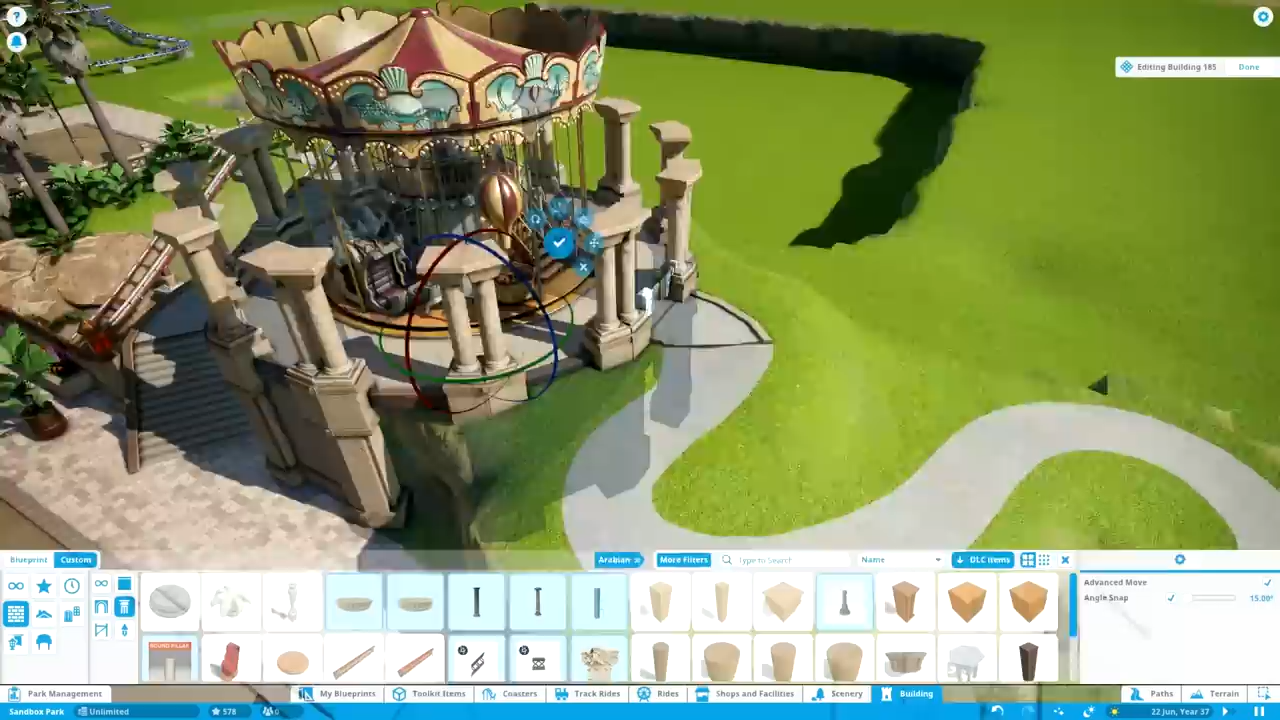 ?
Editing Building 185 Done
Blueprint Custom Arabian More Filters Type to Search Name DLC Items
Advanced Move
Angle Snap 15.00°
ROUND PILLAR
Park Management My Blueprints Toolkit Items Coasters Track Rides Rides Shops and Facilities Scenery Building Paths Terrain
Sandbox Park Unlimited 578 0 22 Jun, Year 37